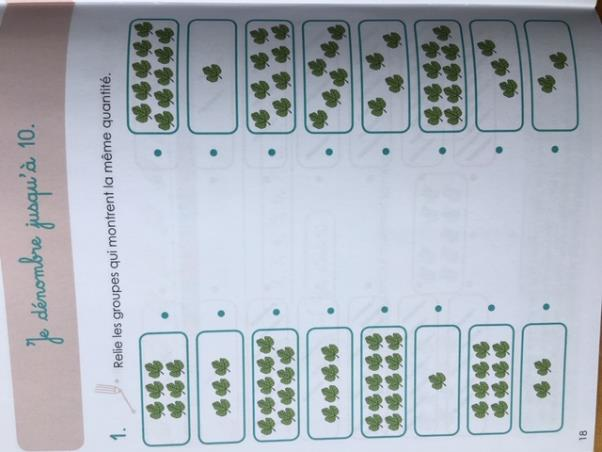 Je dénombre jusqu'à 10.
1.
Relie les groupes qui montrent la même quantité.
18